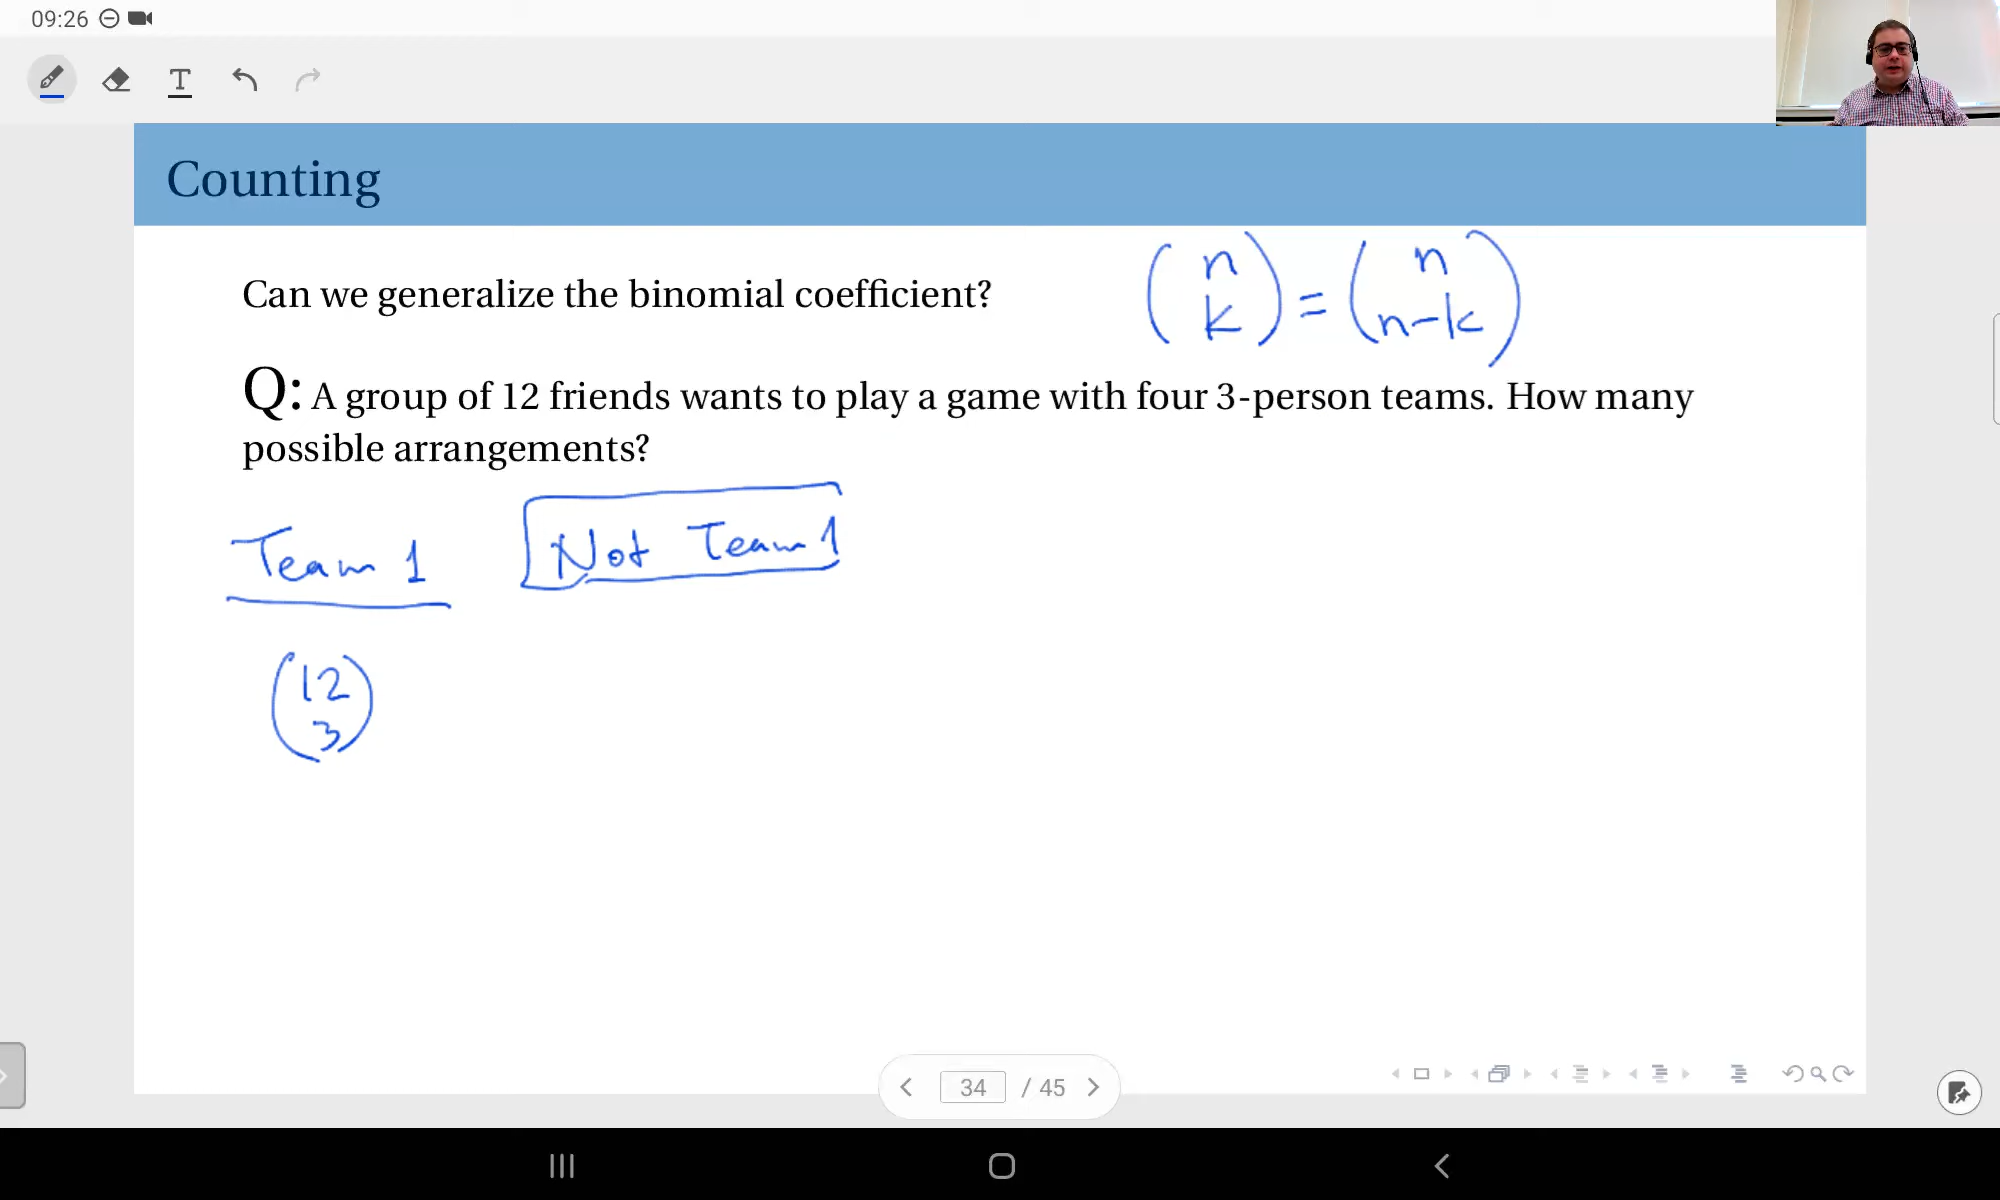 09:26
T
Counting
Can we generalize the binomial coefficient?
(n k) = (n n-k)
Q: A group of 12 friends wants to play a game with four 3-person teams. How many
possible arrangements?
Team 1
Not Team 1
(12 3)
34 / 45